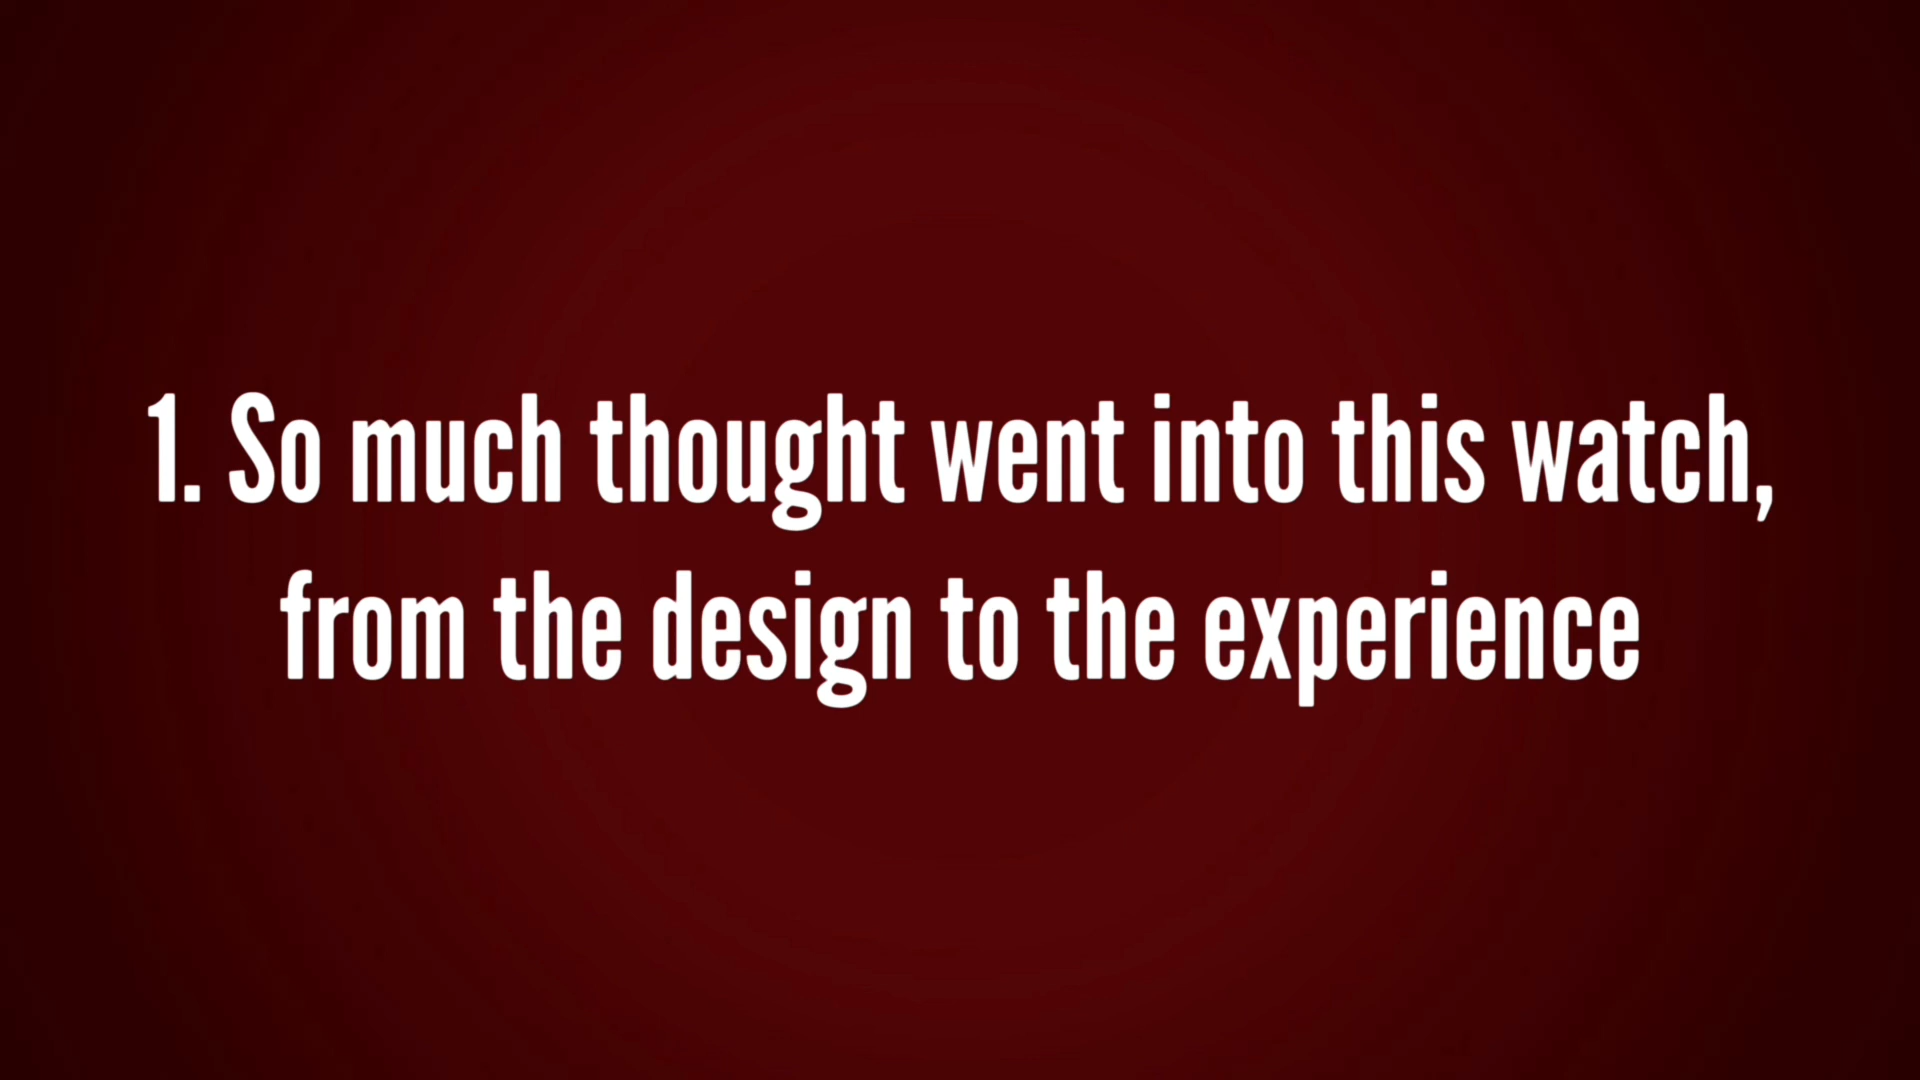 1. So much thought went into this watch,
from the design to the experience